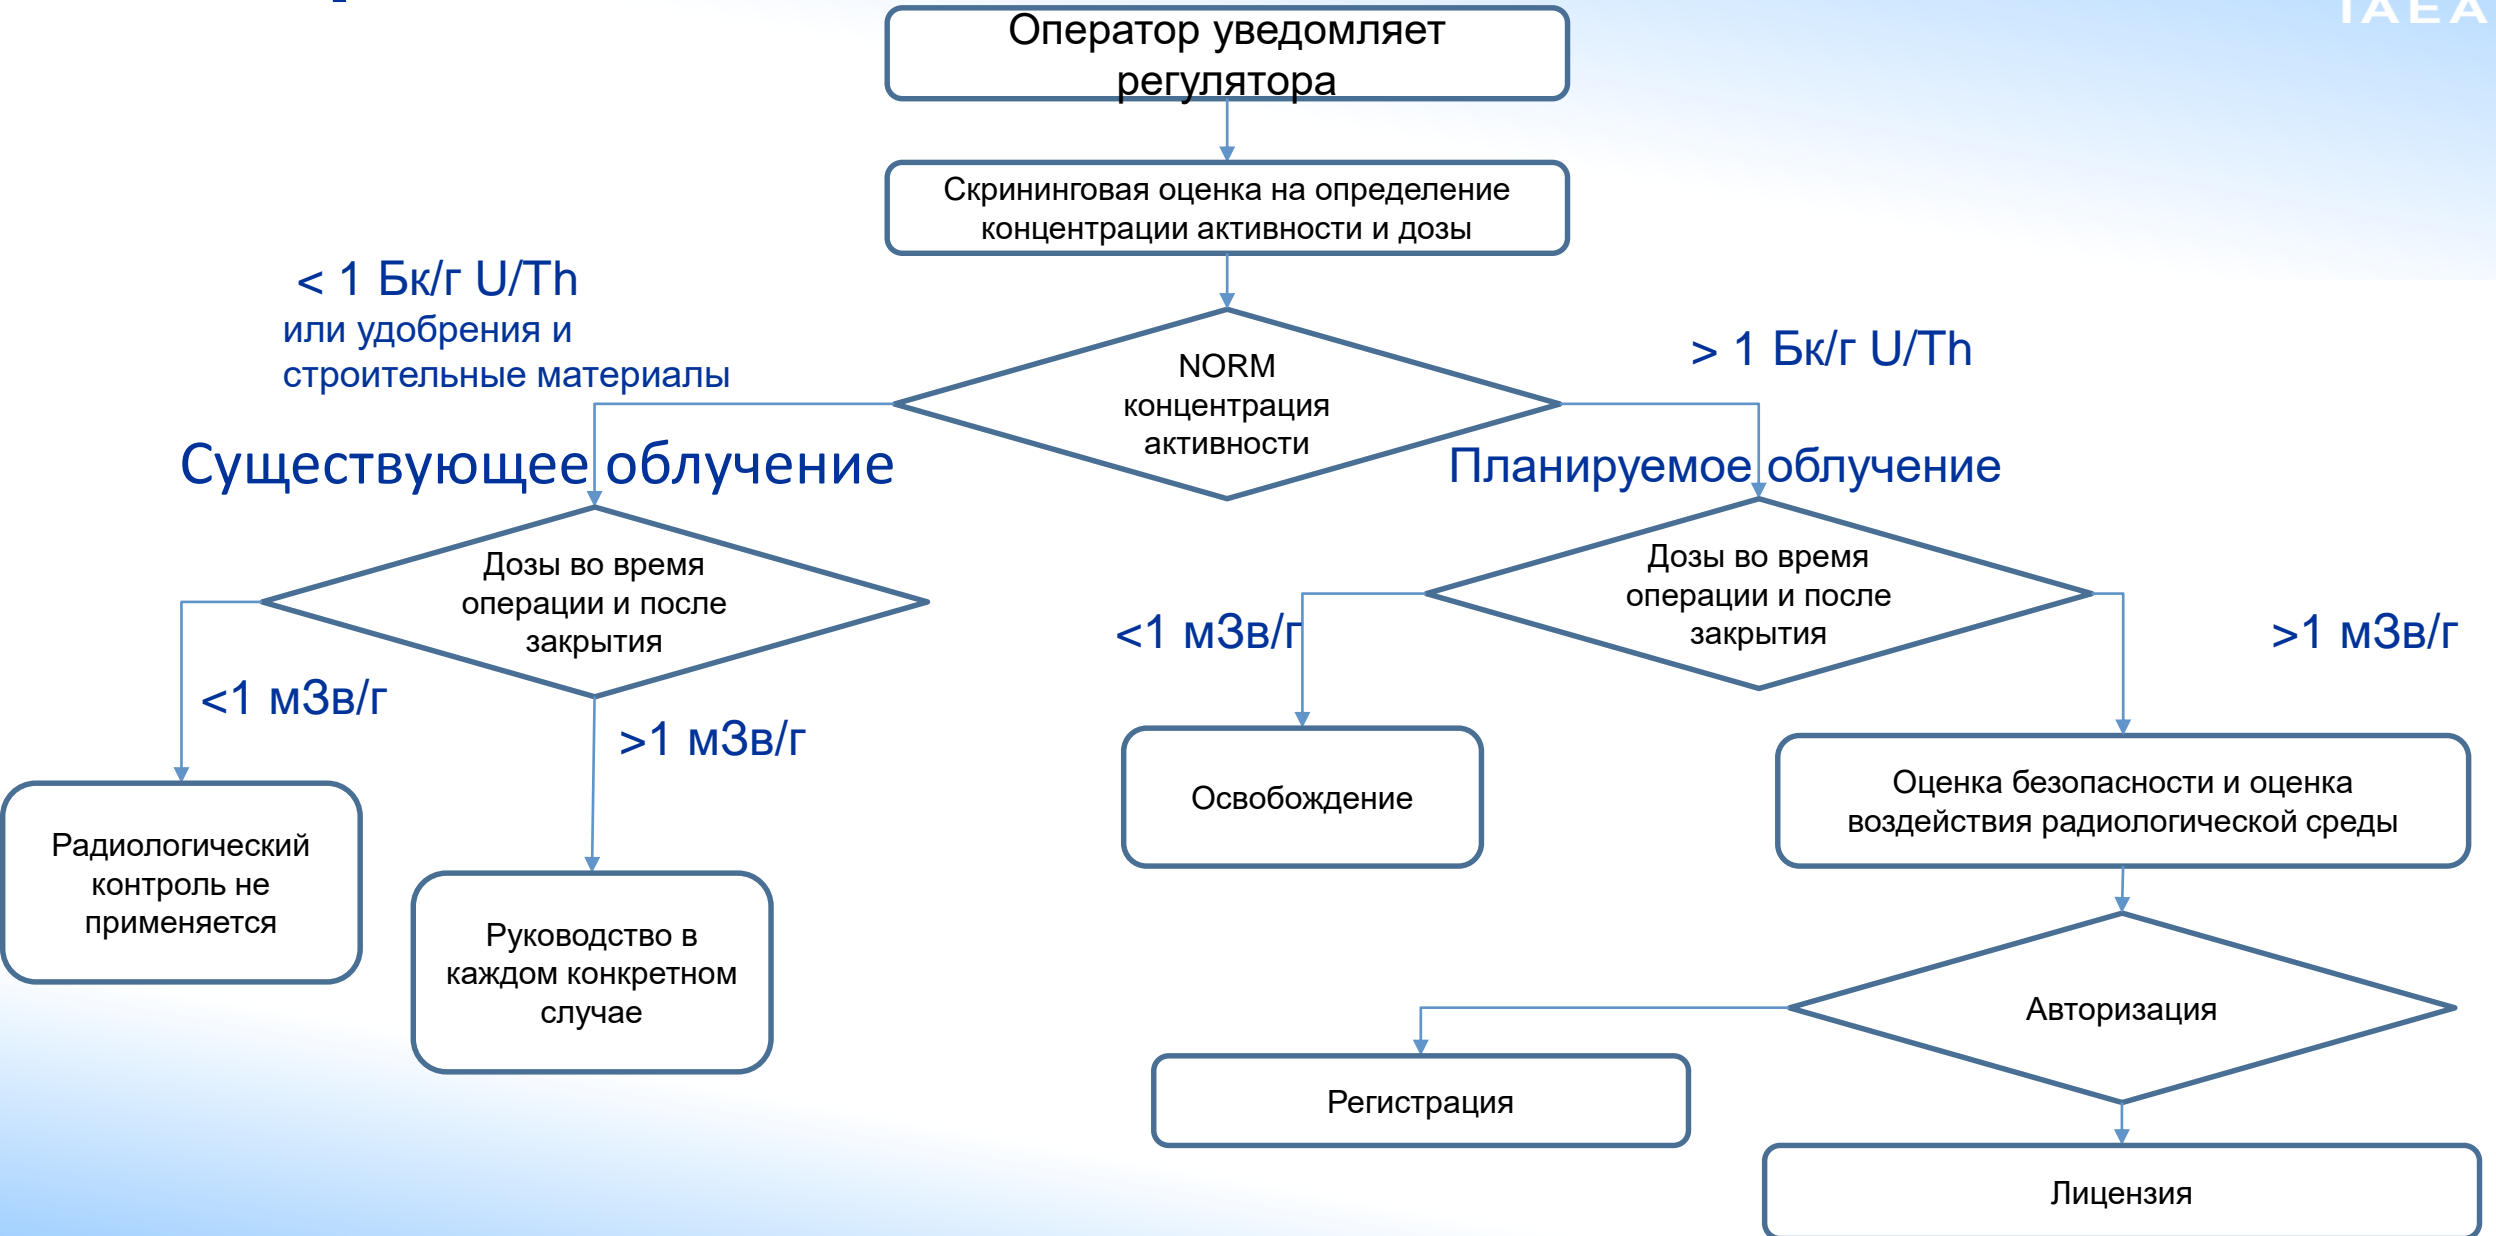 IAEA
Оператор уведомляет
регулятора
Скрининговая оценка на определение
концентрации активности и дозы
< 1 Бк/г U/Th
или удобрения и
строительные материалы
NORM
концентрация
активности
> 1 Бк/г U/Th
Существующее облучение
Планируемое облучение
Дозы во время
операции и после
закрытия
Дозы во время
операции и после
закрытия
<1 мЗв/г
>1 мЗв/г
<1 мЗв/г
>1 мЗв/г
Радиологический
контроль не
применяется
Руководство в
каждом конкретном
случае
Освобождение
Оценка безопасности и оценка
воздействия радиологической среды
Авторизация
Регистрация
Лицензия